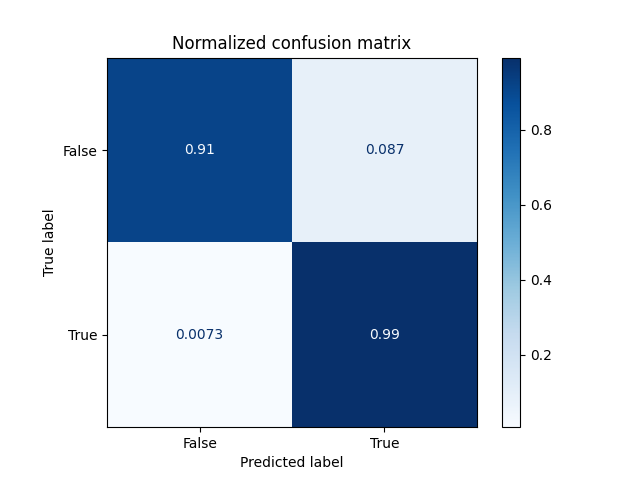 Normalized confusion matrix
False
0.91
0.087
0.8
0.6
True label
0.4
True
0.0073
0.99
0.2
False
True
Predicted label